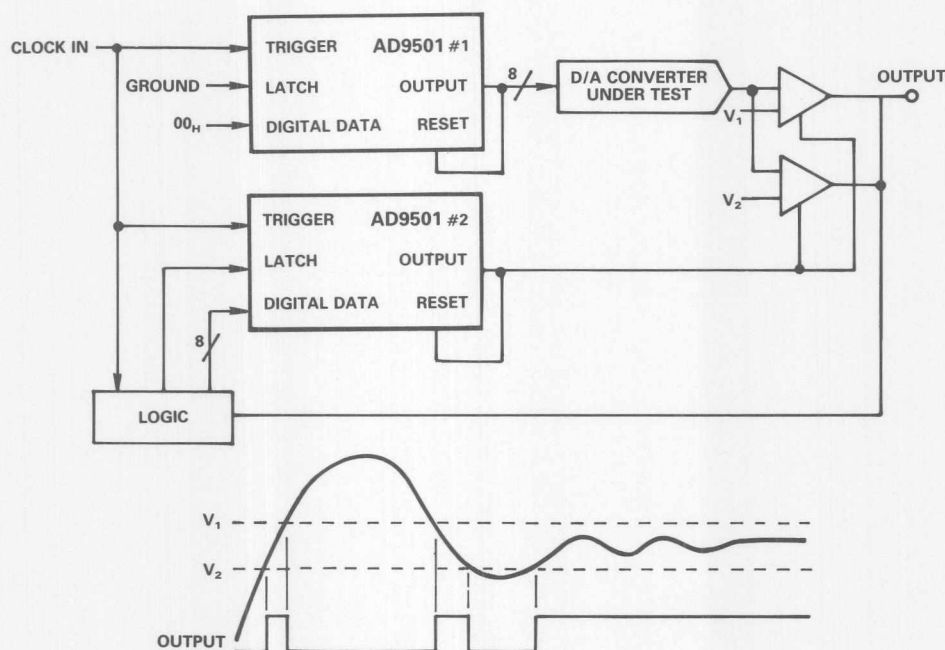 CLOCK IN
TRIGGER AD9501 #1
GROUND LATCH OUTPUT
00H DIGITAL DATA RESET
8
D/A CONVERTER
UNDER TEST
V1
OUTPUT
V2
TRIGGER AD9501 #2
LATCH OUTPUT
DIGITAL DATA RESET
8
LOGIC
V1
V2
OUTPUT